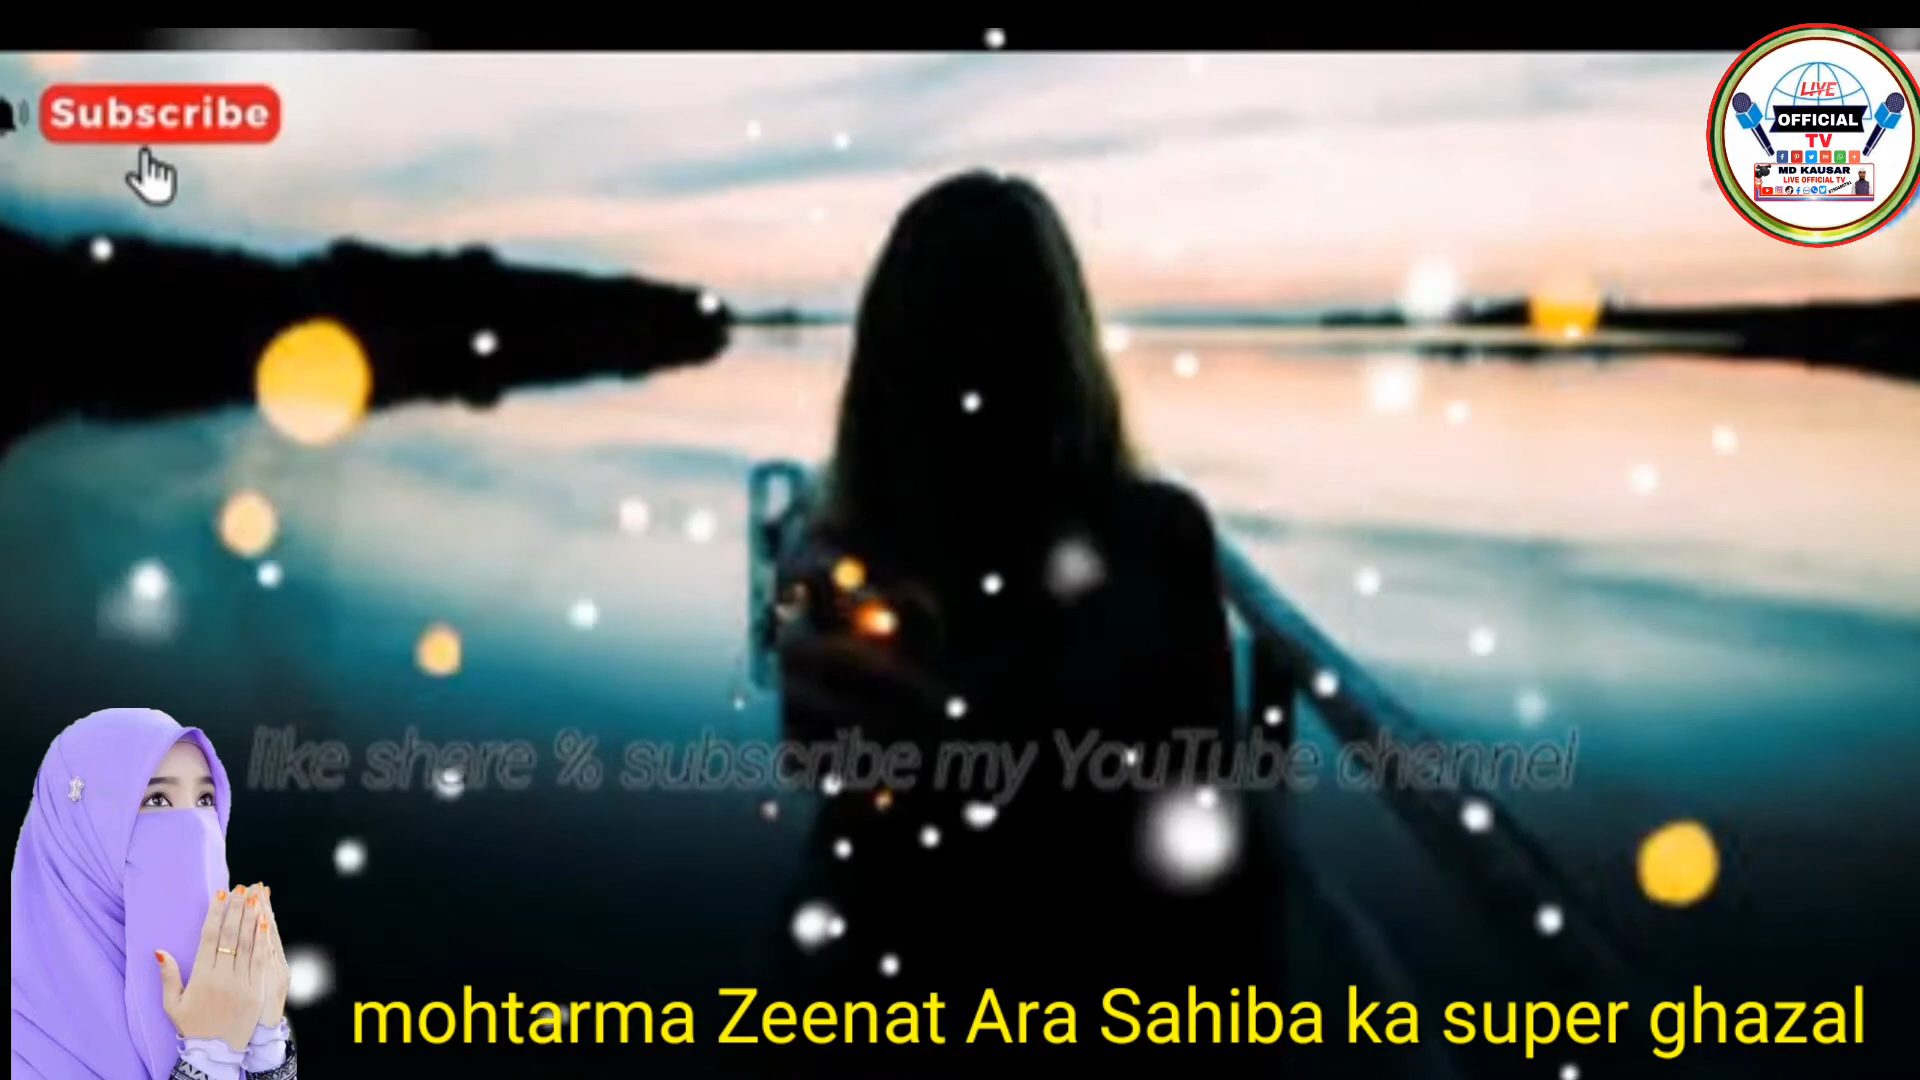 Subscribe
LIVE
OFFICIAL
TV
MD KAUSAR
LIVE OFFICIAL TV
like share % subscribe my YouTube channel
mohtarma Zeenat Ara Sahiba ka super ghazal